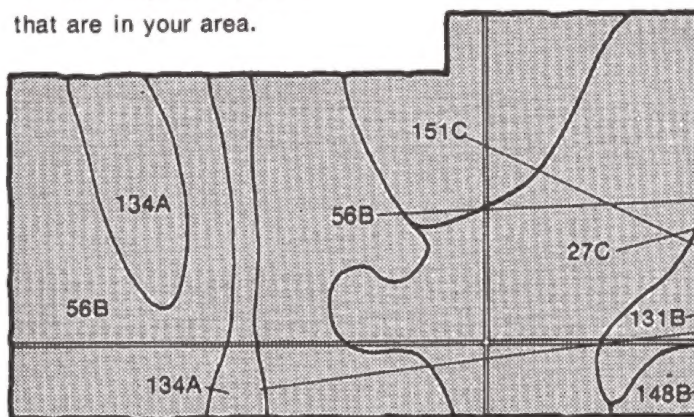 that are in your area.
151C
134A
56B
27C
56B
131B
134A
148B